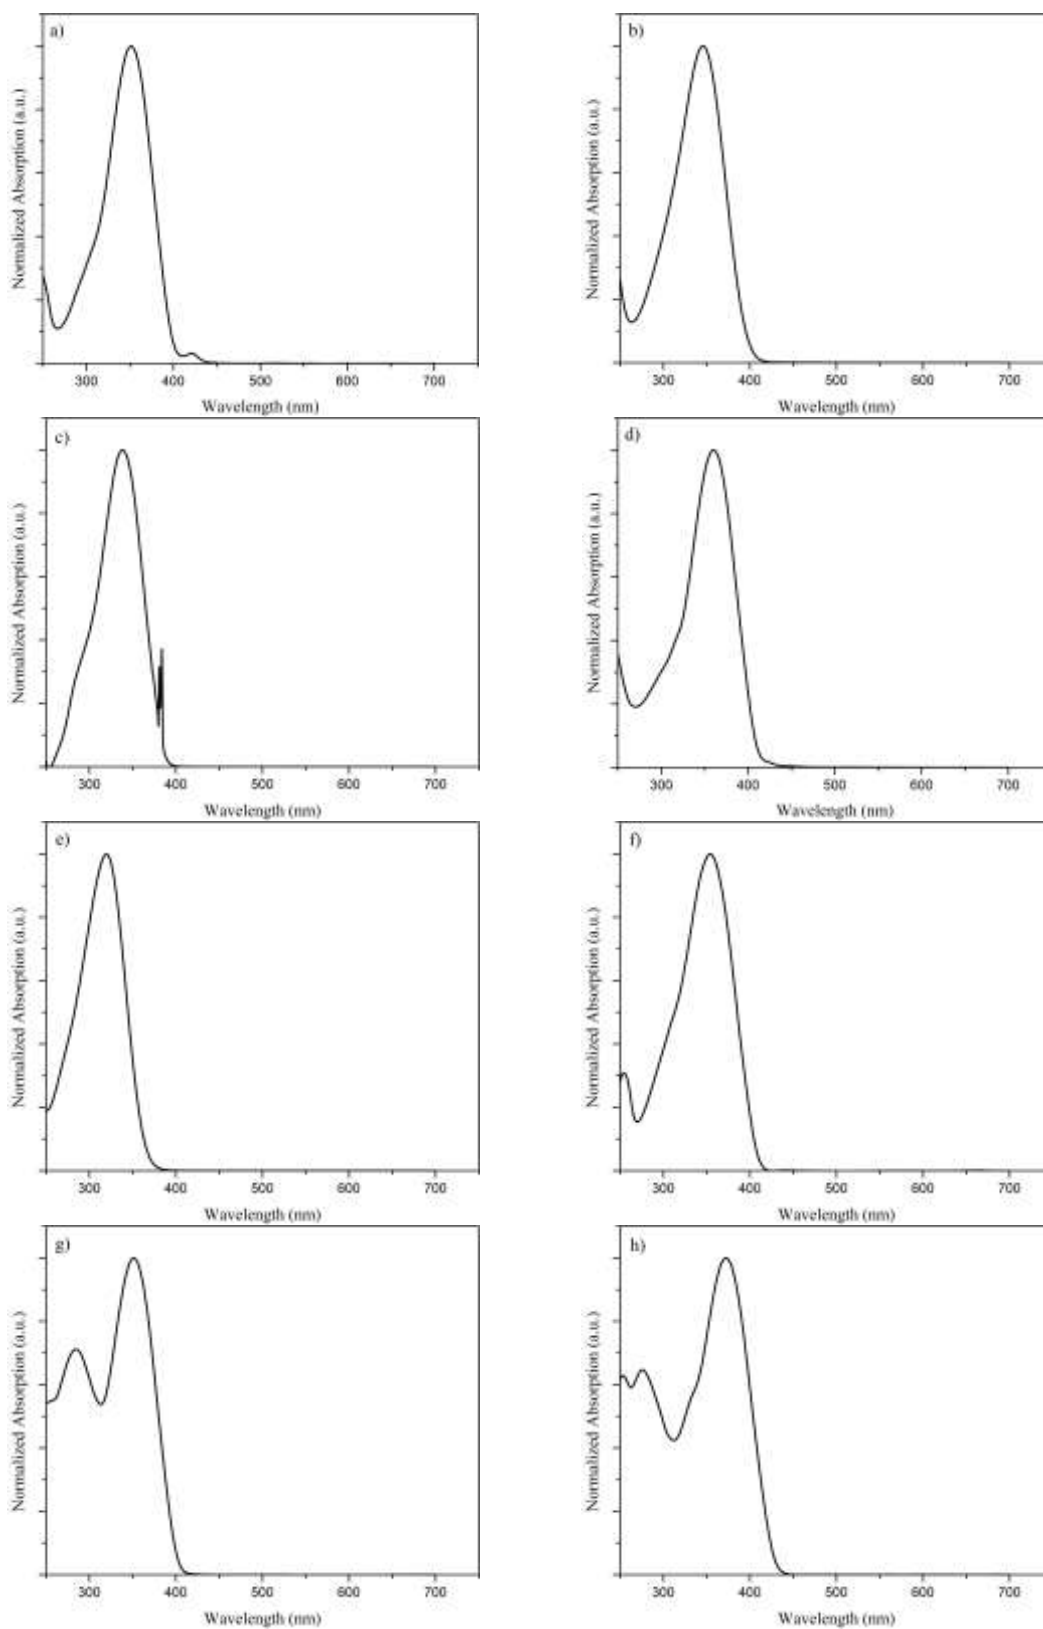 a)
Normalized Absorption (a.u.)
300 400 500 600 700
Wavelength (nm)
b)
Normalized Absorption (a.u.)
300 400 500 600 700
Wavelength (nm)
c)
Normalized Absorption (a.u.)
300 400 500 600 700
Wavelength (nm)
d)
Normalized Absorption (a.u.)
300 400 500 600 700
Wavelength (nm)
e)
Normalized Absorption (a.u.)
300 400 500 600 700
Wavelength (nm)
f)
Normalized Absorption (a.u.)
300 400 500 600 700
Wavelength (nm)
g)
Normalized Absorption (a.u.)
300 400 500 600 700
Wavelength (nm)
h)
Normalized Absorption (a.u.)
300 400 500 600 700
Wavelength (nm)